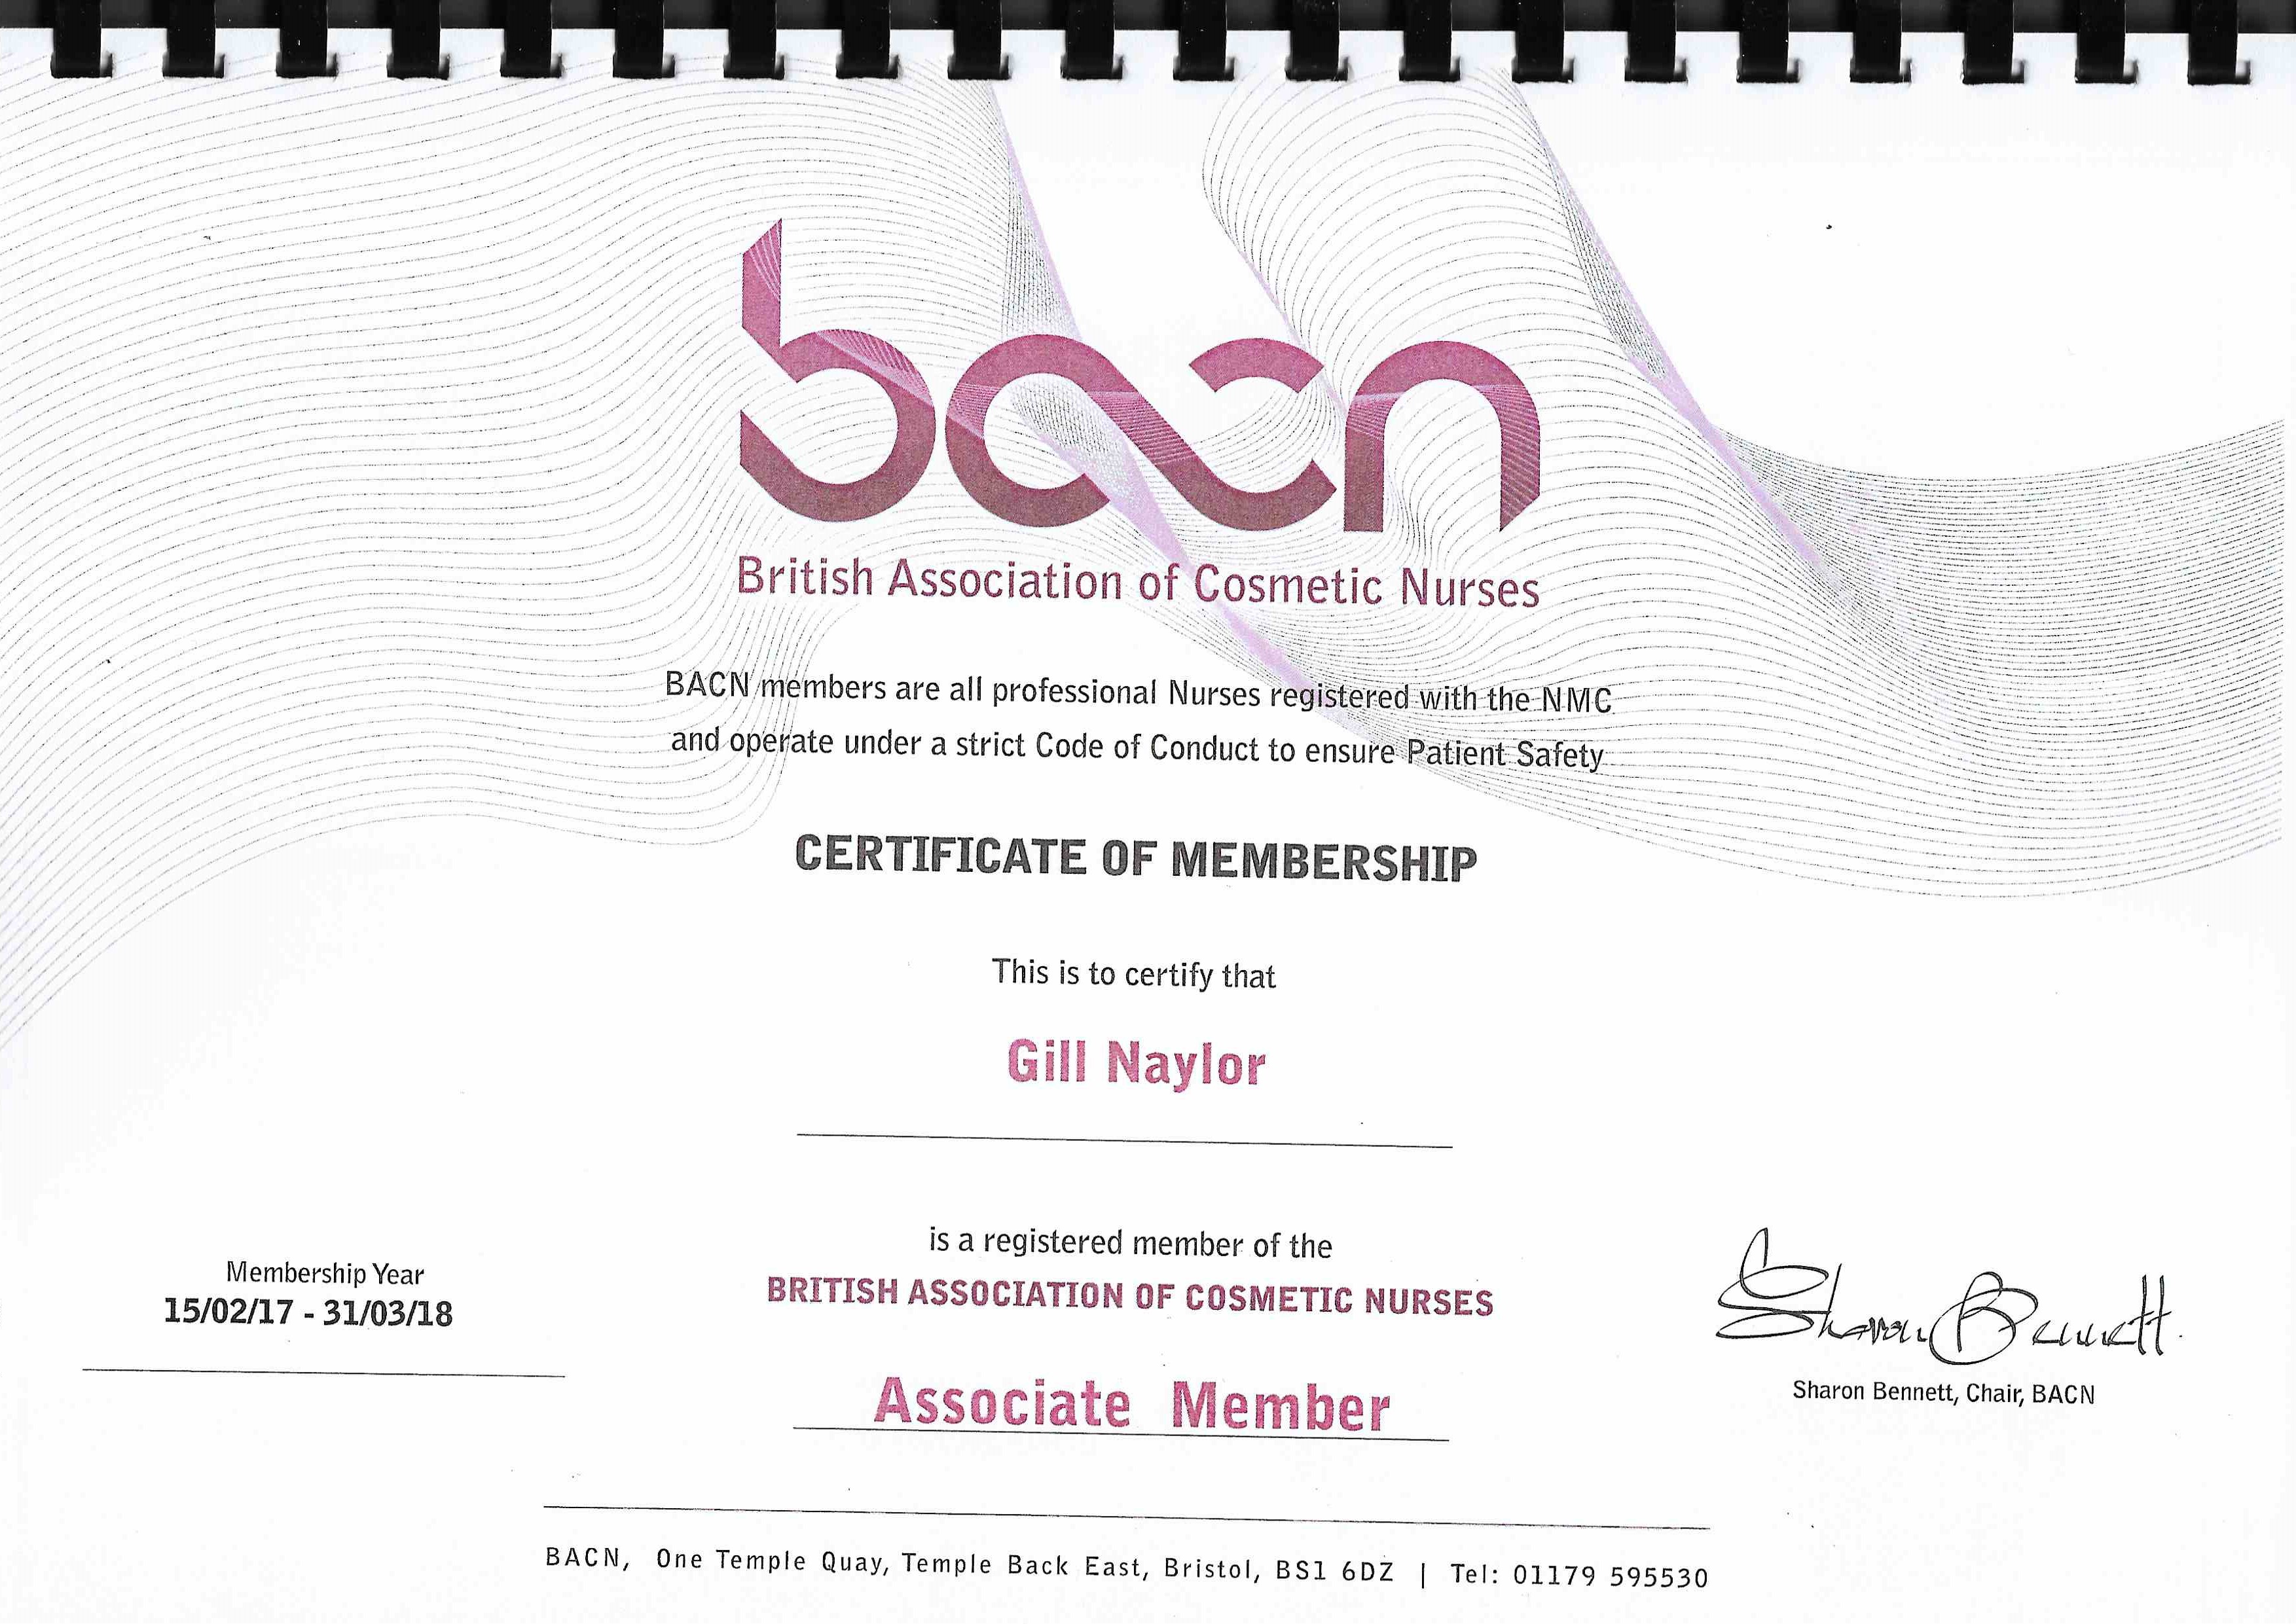 bacn
British Association of Cosmetic Nurses
BACN members are all professional Nurses registered with the NMC
and operate under a strict Code of Conduct to ensure Patient Safety
CERTIFICATE OF MEMBERSHIP
This is to certify that
Gill Naylor
is a registered member of the
BRITISH ASSOCIATION OF COSMETIC NURSES
Associate Member
Membership Year
15/02/17 - 31/03/18
Sharon Bennett
Sharon Bennett, Chair, BACN
BACN, One Temple Quay, Temple Back East, Bristol, BS1 6DZ | Tel: 01179 595530